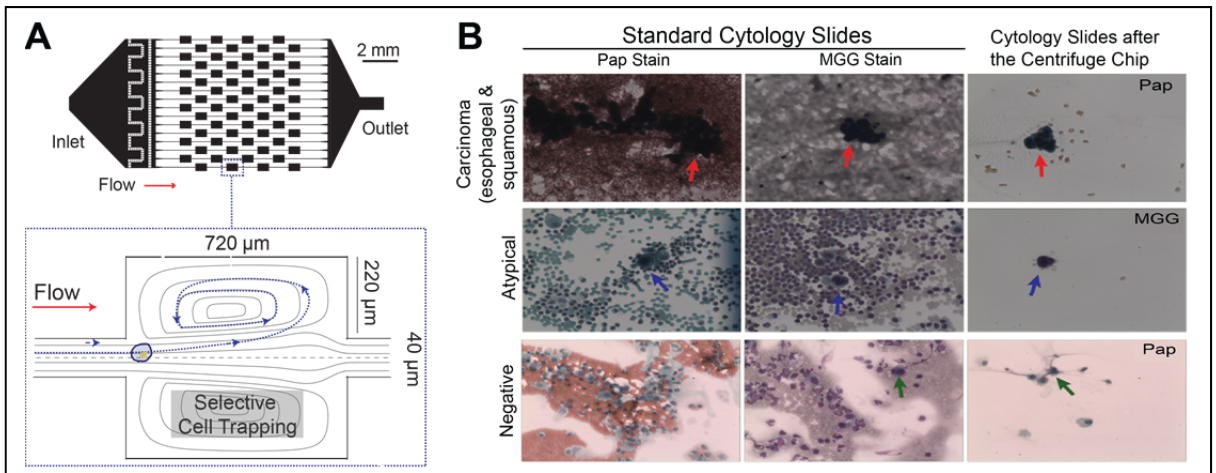 A
2 mm
Inlet
Outlet
Flow
720 µm
Flow
220 µm
40 µm
Selective
Cell Trapping
B
Standard Cytology Slides
Pap Stain
MGG Stain
Cytology Slides after
the Centrifuge Chip
Carcinoma
(esophageal &
squamous)
Pap
Atypical
MGG
Negative
Pap